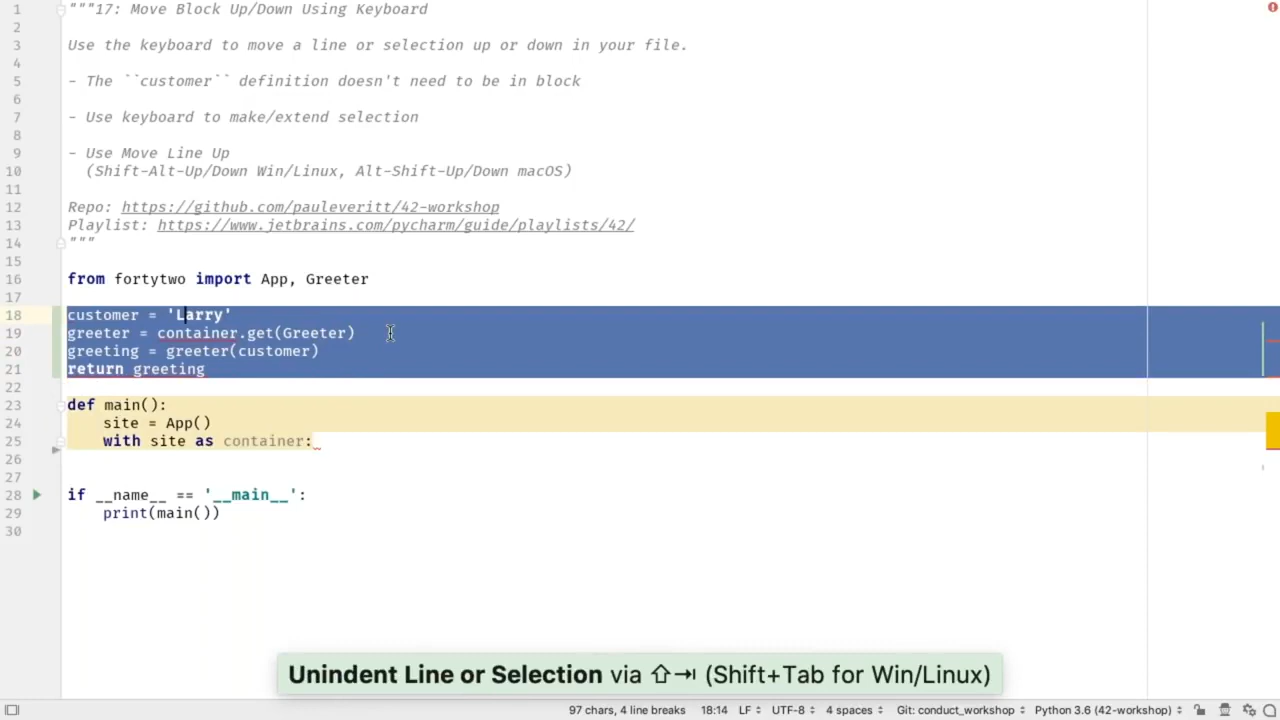 1 """17: Move Block Up/Down Using Keyboard
2
3 Use the keyboard to move a line or selection up or down in your file.
4
5 - The ``customer`` definition doesn't need to be in block
6
7 - Use keyboard to make/extend selection
8
9 - Use Move Line Up
10 (Shift-Alt-Up/Down Win/Linux, Alt-Shift-Up/Down macOS)
11
12 Repo: https://github.com/pauleveritt/42-workshop
13 Playlist: https://www.jetbrains.com/pycharm/guide/playlists/42/
14 """
15
16 from fortytwo import App, Greeter
17
18 customer = 'Larry'
19 greeter = container.get(Greeter)
20 greeting = greeter(customer)
21 return greeting
22
23 def main():
24 site = App()
25 with site as container:
26
27
28 if __name__ == '__main__':
29 print(main())
30
Unindent Line or Selection via ⇧⇥ (Shift+Tab for Win/Linux)
97 chars, 4 line breaks 18:14 LF UTF-8 4 spaces Git: conduct_workshop Python 3.6 (42-workshop)